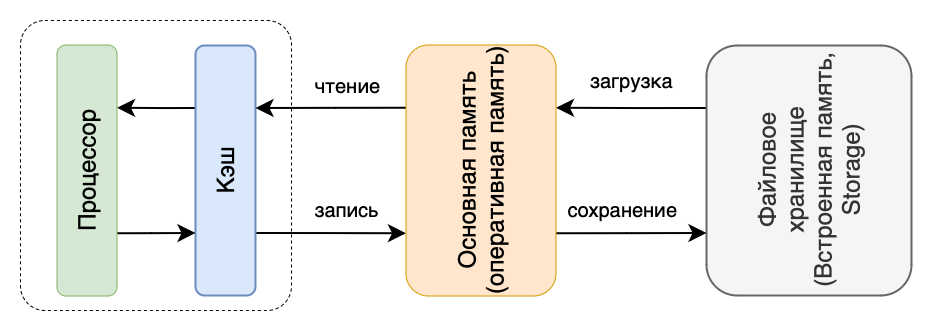 Процессор
Кэш
чтение
запись
Основная память
(оперативная память)
загрузка
сохранение
Файловое
хранилище
(Встроенная память,
Storage)